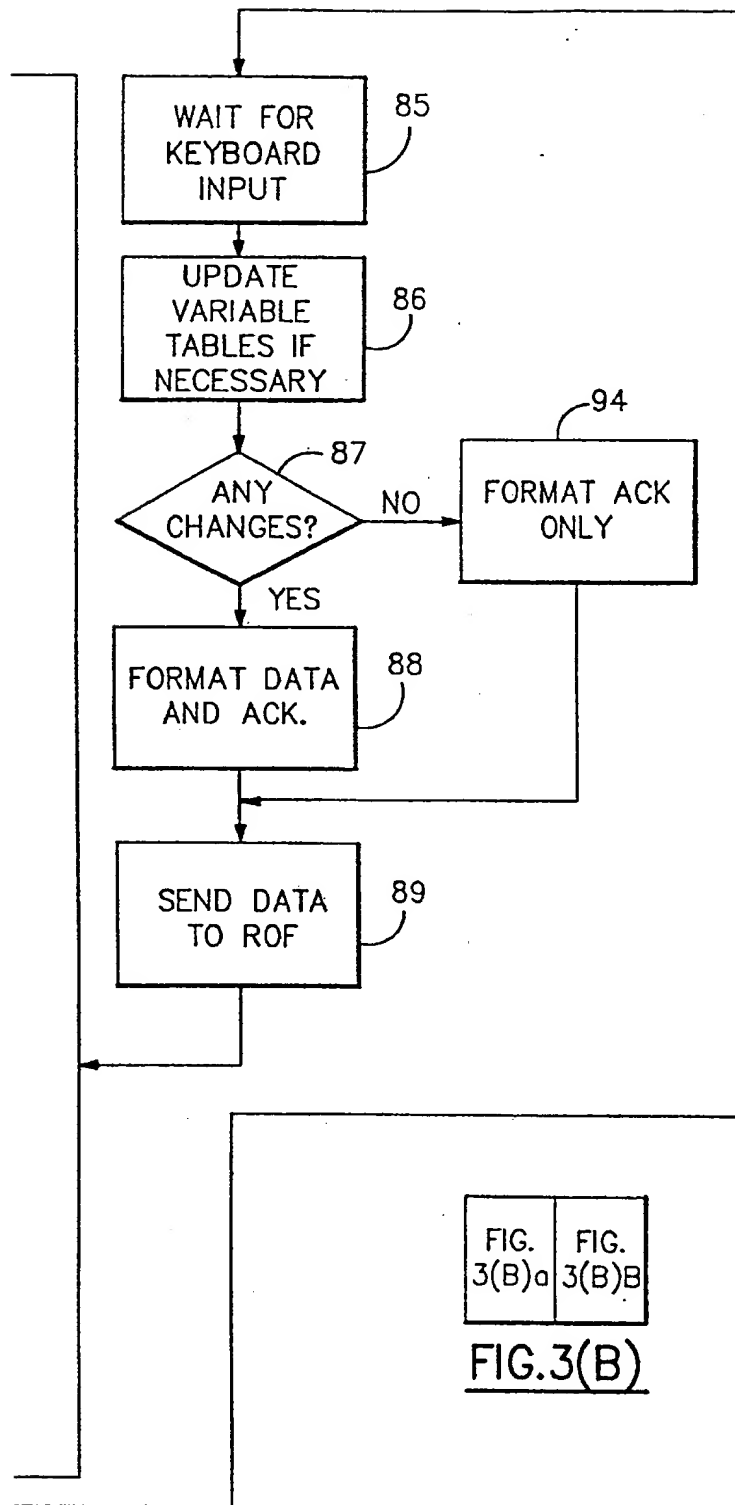 WAIT FOR
KEYBOARD
INPUT
85
UPDATE
VARIABLE
TABLES IF
NECESSARY
86
ANY
CHANGES?
87
NO
94
FORMAT ACK
ONLY
YES
FORMAT DATA
AND ACK.
88
SEND DATA
TO ROF
89
FIG.
3(B)a
FIG.
3(B)B
FIG.3(B)